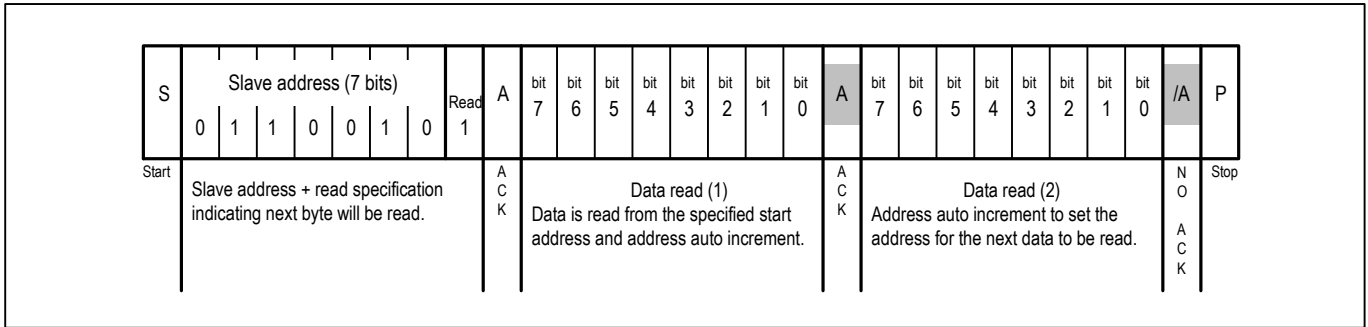 S
Slave address (7 bits)
0 1 1 0 0 1 0
Read
1
A
bit 7
bit 6
bit 5
bit 4
bit 3
bit 2
bit 1
bit 0
A
bit 7
bit 6
bit 5
bit 4
bit 3
bit 2
bit 1
bit 0
/A
P
Start
Slave address + read specification
indicating next byte will be read.
ACK
Data read (1)
Data is read from the specified start
address and address auto increment.
ACK
Data read (2)
Address auto increment to set the
address for the next data to be read.
NO ACK
Stop